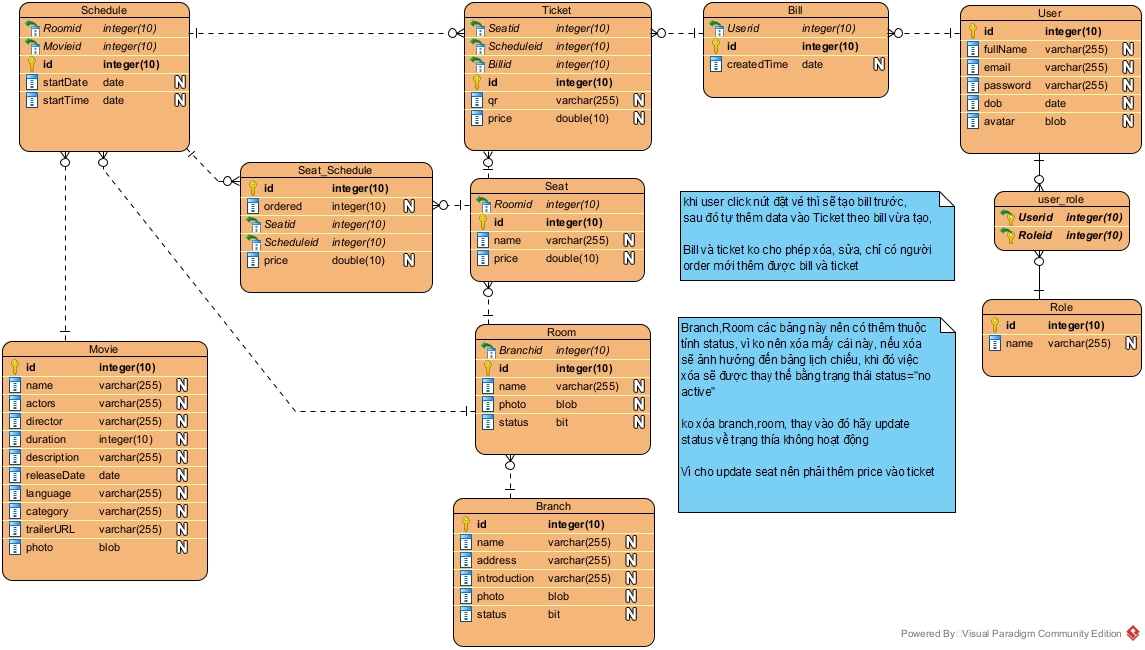 Schedule
Roomid integer(10)
Movieid integer(10)
id integer(10)
startDate date N
startTime date N
Ticket
Seatid integer(10)
Scheduleid integer(10)
Billid integer(10)
id integer(10)
qr varchar(255) N
price double(10) N
Bill
Userid integer(10)
id integer(10)
createdTime date N
User
id integer(10)
fullName varchar(255) N
email varchar(255) N
password varchar(255) N
dob date N
avatar blob N
Seat_Schedule
id integer(10)
ordered integer(10) N
Seatid integer(10)
Scheduleid integer(10)
price double(10) N
Seat
Roomid integer(10)
id integer(10)
name varchar(255) N
price double(10) N
khi user click nút đặt vé thì sẽ tạo bill trước,
sau đó tự thêm data vào Ticket theo bill vừa tạo,
Bill và ticket ko cho phép xóa, sửa, chỉ có người
order mới thêm được bill và ticket
user_role
Userid integer(10)
Roleid integer(10)
Role
id integer(10)
name varchar(255) N
Movie
id integer(10)
name varchar(255) N
actors varchar(255) N
director varchar(255) N
duration integer(10) N
description varchar(255) N
releaseDate date N
language varchar(255) N
category varchar(255) N
trailerURL varchar(255) N
photo blob N
Room
Branchid integer(10)
id integer(10)
name varchar(255) N
photo blob N
status bit N
Branch,Room các bảng này nên có thêm thuộc
tính status, vì ko nên xóa mấy cái này, nếu xóa
sẽ ảnh hưởng đến bảng lịch chiếu, khi đó việc
xóa sẽ được thay thế bằng trạng thái status="no
active"
ko xóa branch,room, thay vào đó hãy update
status về trạng thía không hoạt động
Vì cho update seat nên phải thêm price vào ticket
Branch
id integer(10)
name varchar(255) N
address varchar(255) N
introduction varchar(255) N
photo blob N
status bit N
Powered By Visual Paradigm Community Edition